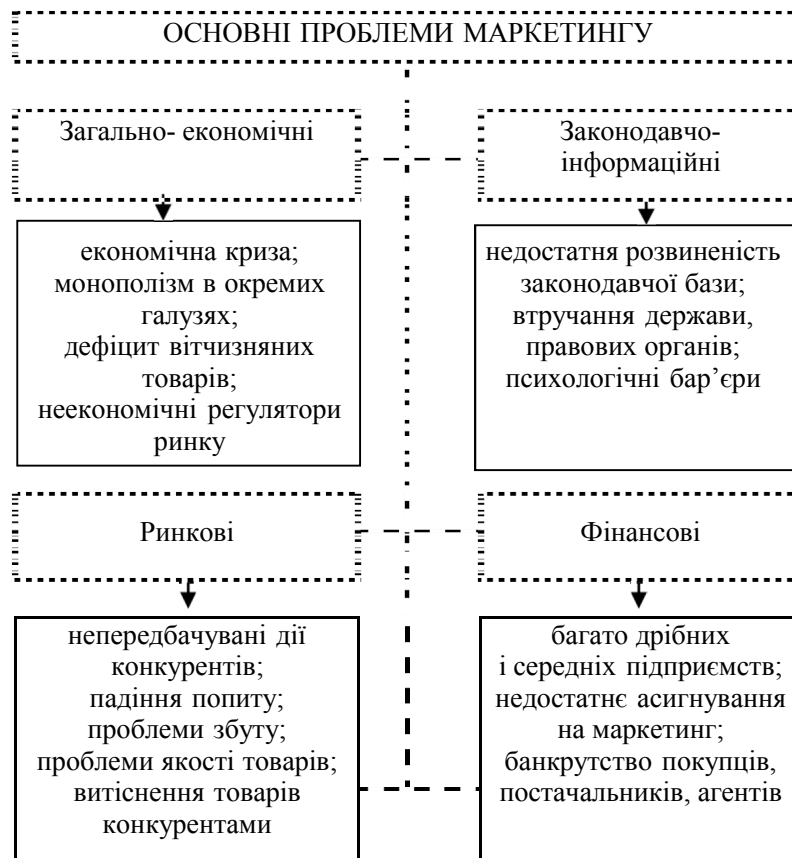 ОСНОВНІ ПРОБЛЕМИ МАРКЕТИНГУ
Загально- економічні
Законодавчо-
інформаційні
економічна криза;
монополізм в окремих
галузях;
дефіцит вітчизняних
товарів;
неекономічні регулятори
ринку
недостатня розвиненість
законодавчої бази;
втручання держави,
правових органів;
психологічні бар’єри
Ринкові
Фінансові
непередбачувані дії
конкурентів;
падіння попиту;
проблеми збуту;
проблеми якості товарів;
витіснення товарів
конкурентами
багато дрібних
і середніх підприємств;
недостатнє асигнування
на маркетинг;
банкрутство покупців,
постачальників, агентів